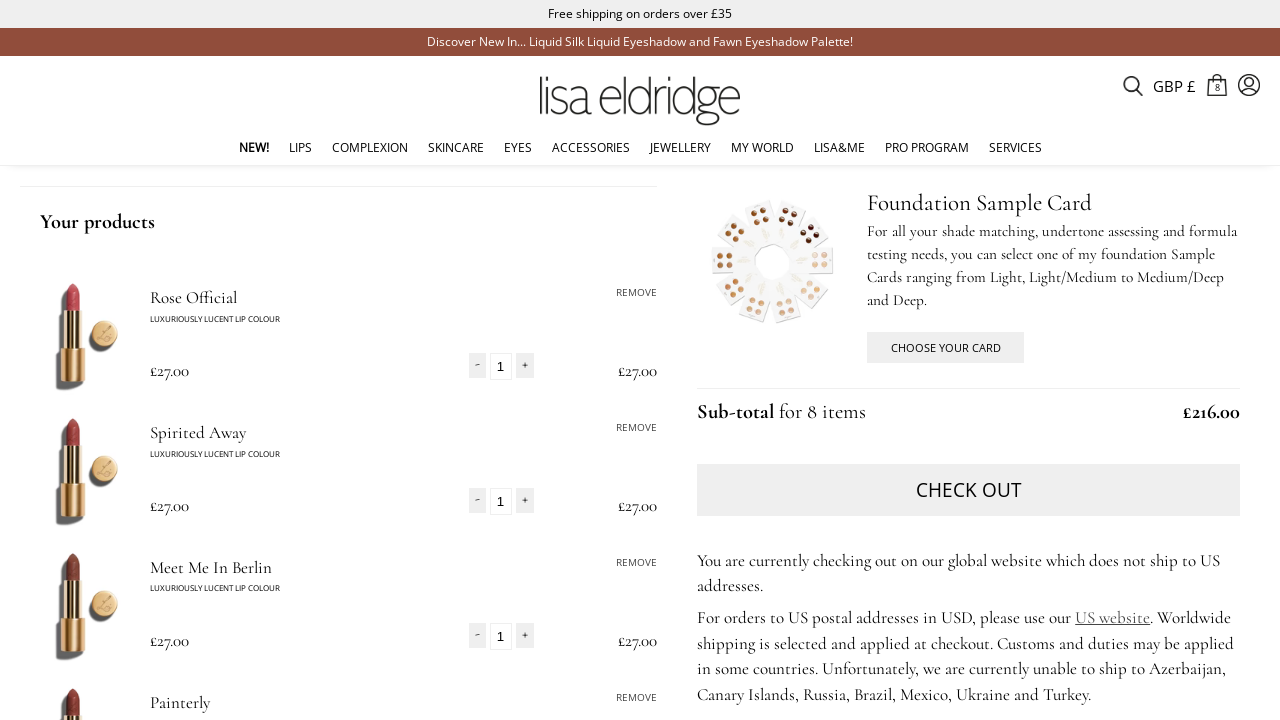 Free shipping on orders over £35
Discover New In... Liquid Silk Liquid Eyeshadow and Fawn Eyeshadow Palette!
lisa eldridge
GBP £
8
NEW! LIPS COMPLEXION SKINCARE EYES ACCESSORIES JEWELLERY MY WORLD LISA&ME PRO PROGRAM SERVICES
Your products
Rose Official
REMOVE
LUXURIOUSLY LUCENT LIP COLOUR
£27.00 - 1 + £27.00
Spirited Away
REMOVE
LUXURIOUSLY LUCENT LIP COLOUR
£27.00 - 1 + £27.00
Meet Me In Berlin
REMOVE
LUXURIOUSLY LUCENT LIP COLOUR
£27.00 - 1 + £27.00
Painterly
REMOVE
Foundation Sample Card
For all your shade matching, undertone assessing and formula
testing needs, you can select one of my foundation Sample
Cards ranging from Light, Light/Medium to Medium/Deep
and Deep.
CHOOSE YOUR CARD
Sub-total for 8 items £216.00
CHECK OUT
You are currently checking out on our global website which does not ship to US
addresses.
For orders to US postal addresses in USD, please use our US website. Worldwide
shipping is selected and applied at checkout. Customs and duties may be applied
in some countries. Unfortunately, we are currently unable to ship to Azerbaijan,
Canary Islands, Russia, Brazil, Mexico, Ukraine and Turkey.